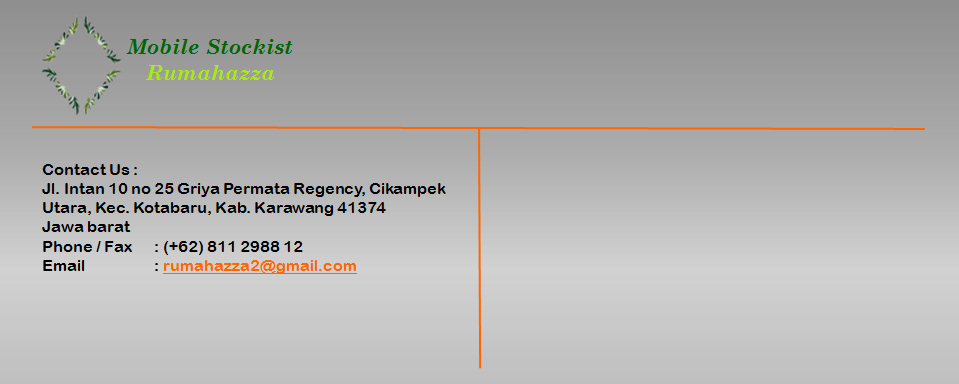 Mobile Stockist
Rumahazza
Contact Us :
Jl. Intan 10 no 25 Griya Permata Regency, Cikampek
Utara, Kec. Kotabaru, Kab. Karawang 41374
Jawa barat
Phone / Fax : (+62) 811 2988 12
Email : rumahazza2@gmail.com